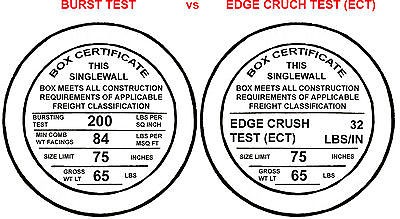 BURST TEST vs EDGE CRUCH TEST (ECT)
BOX CERTIFICATE
THIS
SINGLEWALL
BOX MEETS ALL CONSTRUCTION
REQUIREMENTS OF APPLICABLE
FREIGHT CLASSIFICATION
BURSTING TEST 200 LBS PER SQ INCH
MIN COMB WT FACINGS 84 LBS PER MSQ FT
SIZE LIMIT 75 INCHES
GROSS WT LT 65 LBS
BOX CERTIFICATE
THIS
SINGLEWALL
BOX MEETS ALL CONSTRUCTION
REQUIREMENTS OF APPLICABLE
FREIGHT CLASSIFICATION
EDGE CRUSH 32
TEST (ECT) LBS/IN
SIZE LIMIT 75 INCHES
GROSS WT LT 65 LBS